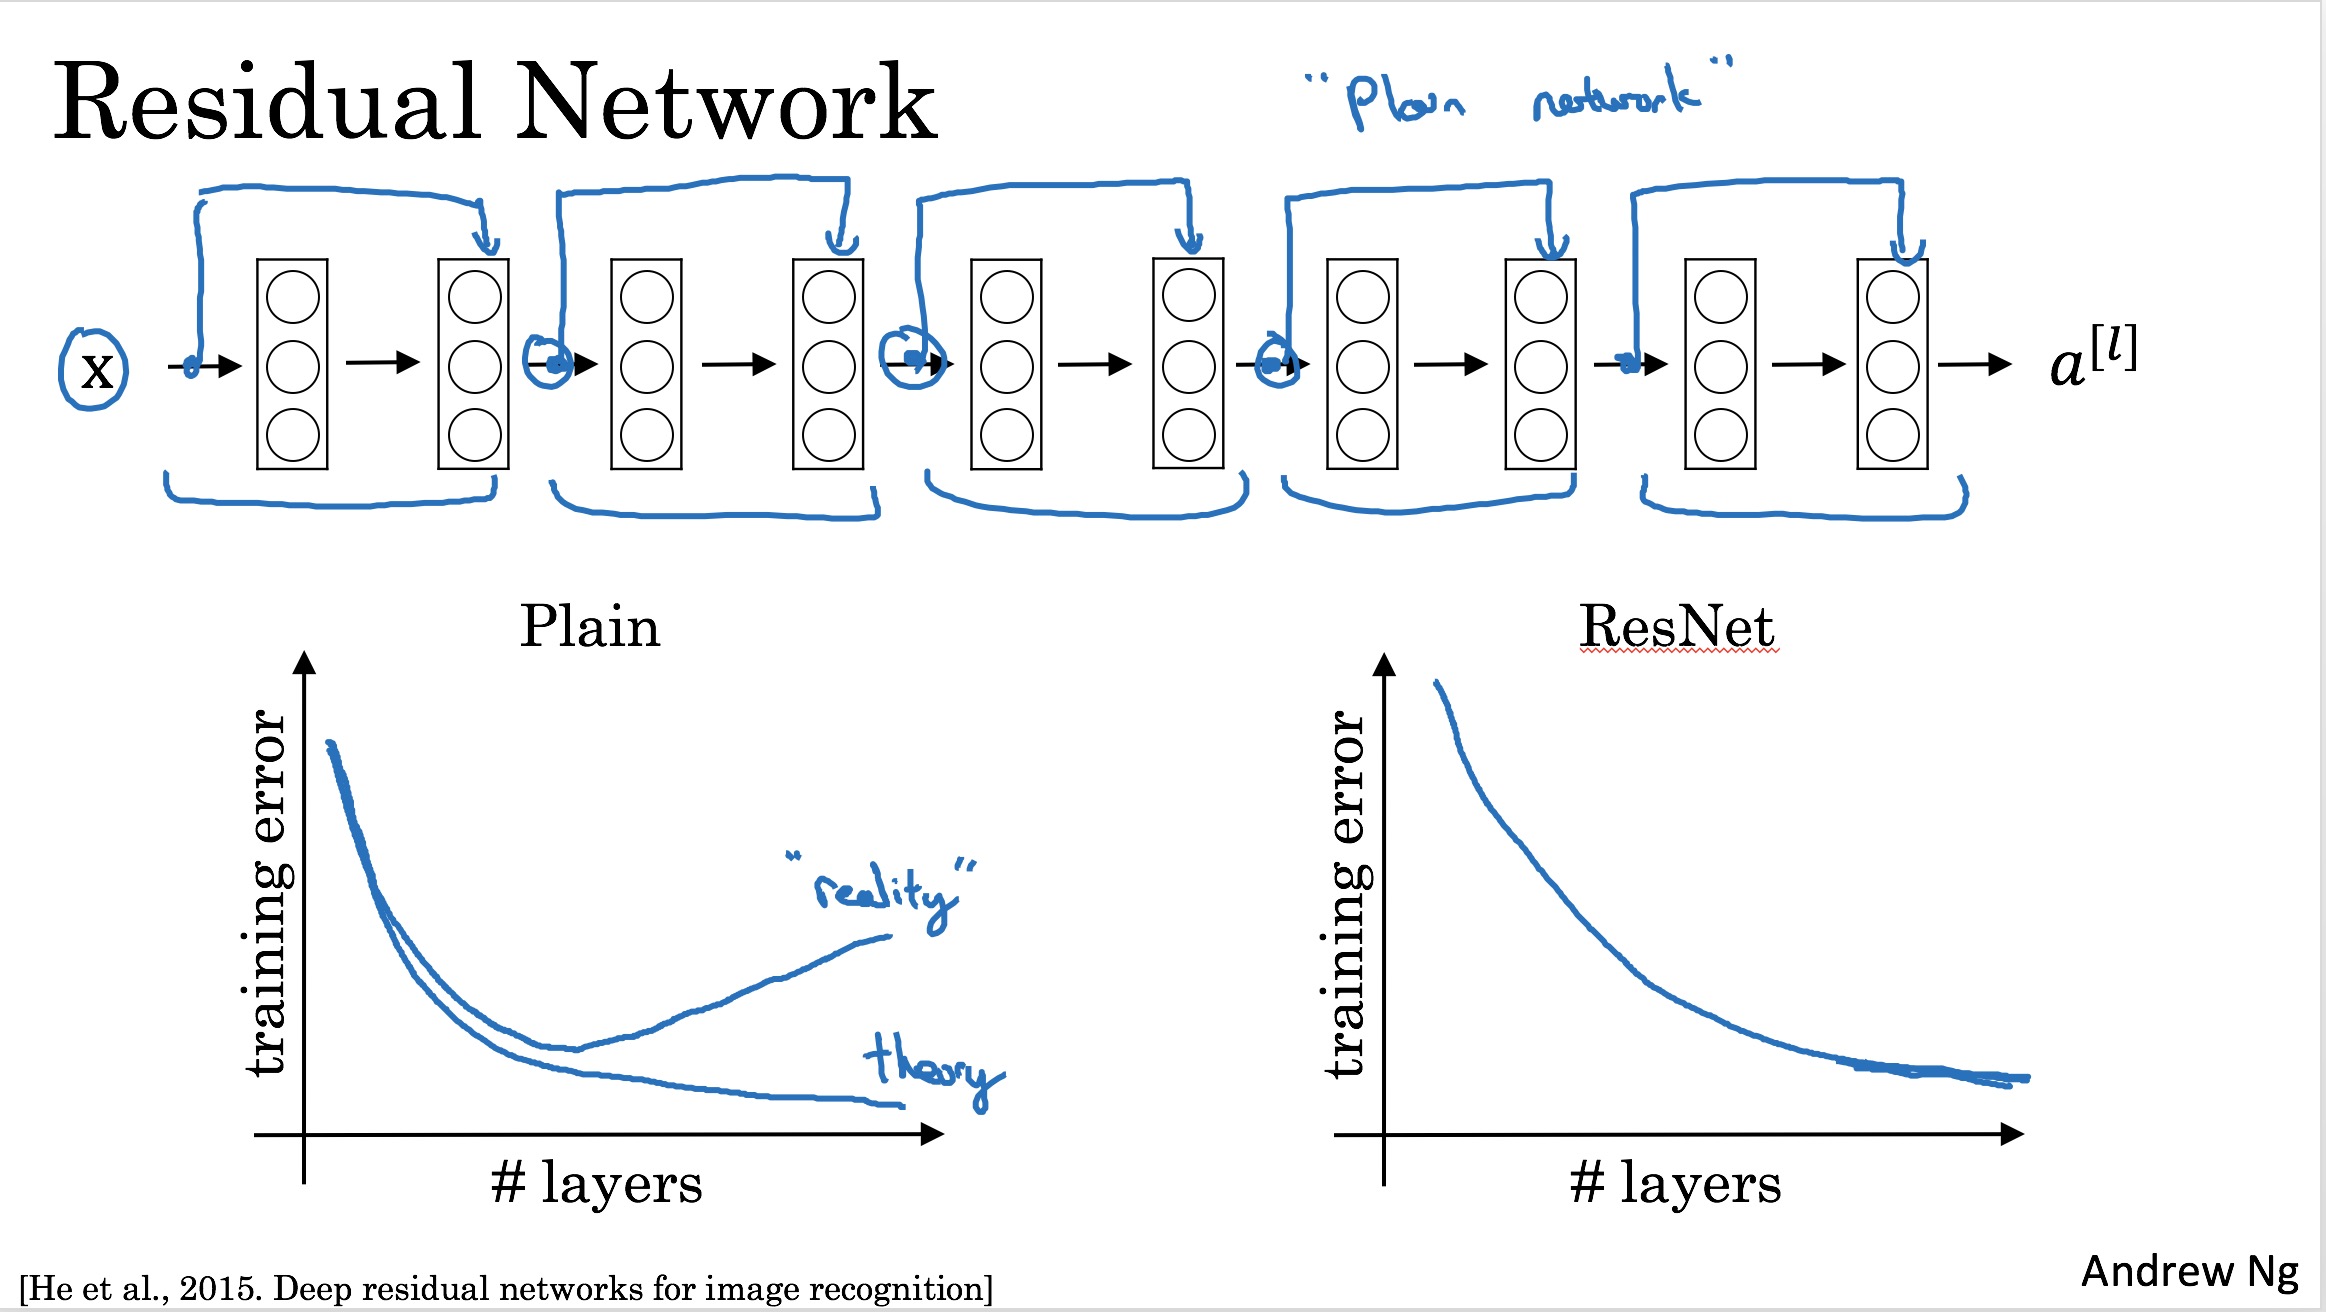 Residual Network
"Plain network"
x
a[l]
Plain
ResNet
training error
"reality"
theory
# layers
training error
# layers
[He et al., 2015. Deep residual networks for image recognition]
Andrew Ng